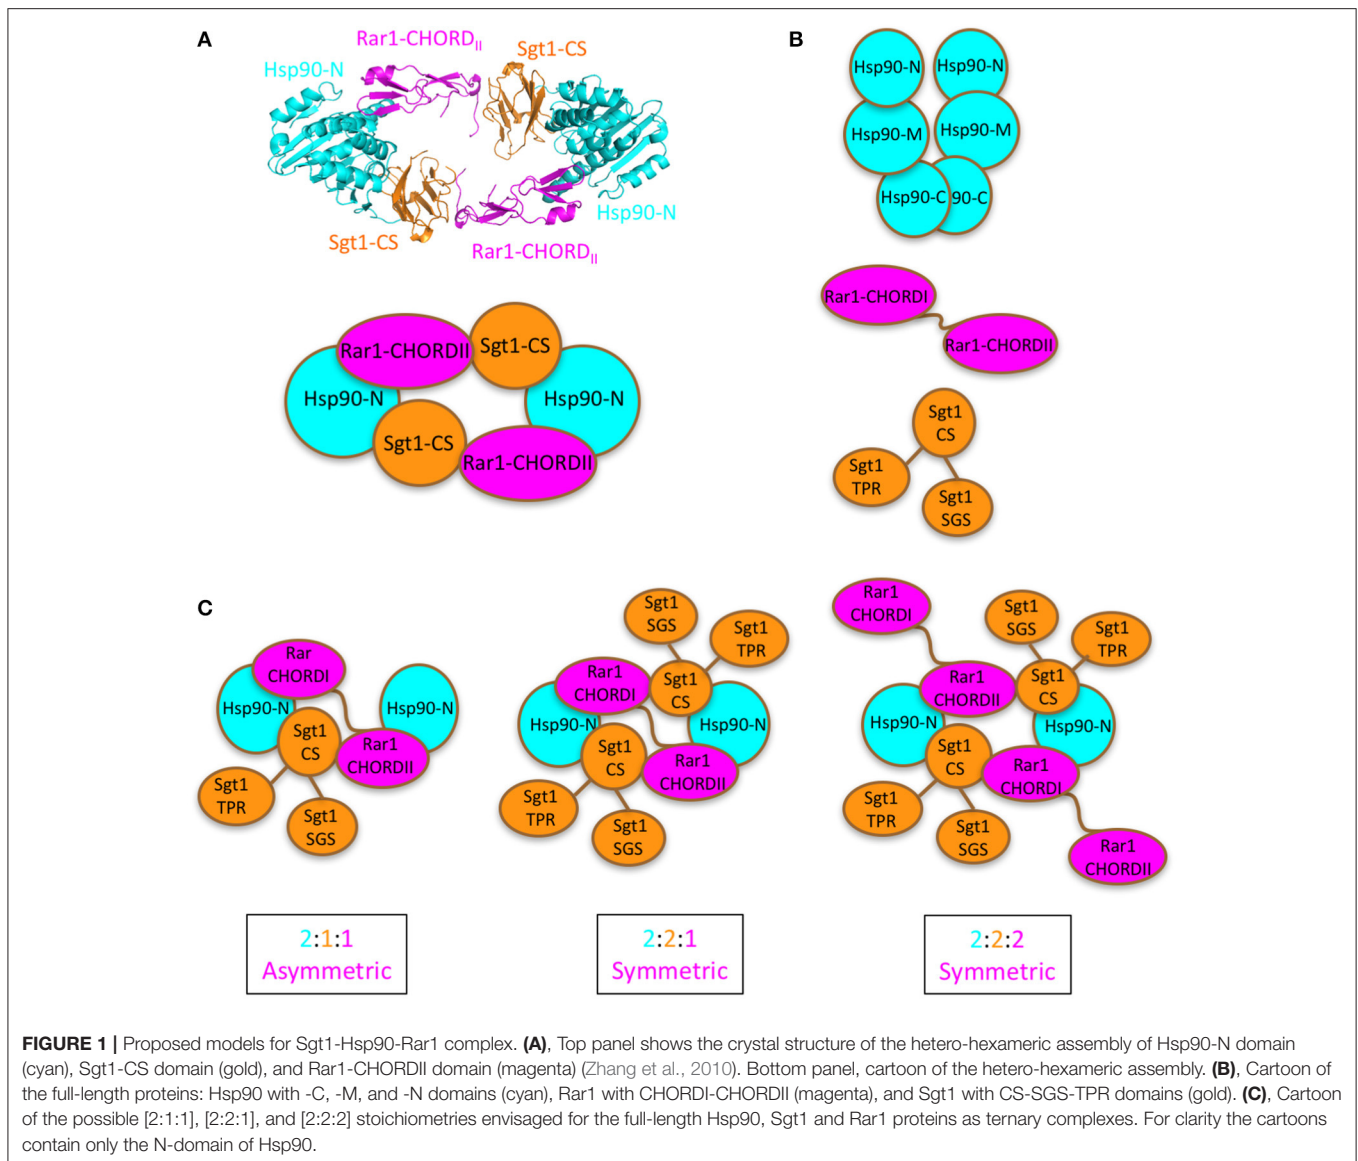 A
Rar1-CHORDII
Sgt1-CS
Hsp90-N
Hsp90-N
Sgt1-CS
Rar1-CHORDII
Rar1-CHORDII
Sgt1-CS
Hsp90-N
Hsp90-N
Sgt1-CS
Rar1-CHORDII
B
Hsp90-N
Hsp90-N
Hsp90-M
Hsp90-M
Hsp90-C
90-C
Rar1-CHORDI
Rar1-CHORDII
Sgt1
CS
Sgt1
TPR
Sgt1
SGS
C
Rar
CHORDI
Hsp90-N
Hsp90-N
Sgt1
CS
Rar1
CHORDII
Sgt1
TPR
Sgt1
SGS
2:1:1
Asymmetric
Sgt1
SGS
Sgt1
TPR
Rar1
CHORDI
Sgt1
CS
Hsp90-N
Hsp90-N
Sgt1
CS
Rar1
CHORDII
Sgt1
TPR
Sgt1
SGS
2:2:1
Symmetric
Rar1
CHORDI
Sgt1
SGS
Sgt1
TPR
Rar1
CHORDII
Sgt1
CS
Hsp90-N
Hsp90-N
Sgt1
CS
Rar1
CHORDI
Sgt1
TPR
Sgt1
SGS
Rar1
CHORDII
2:2:2
Symmetric
FIGURE 1 | Proposed models for Sgt1-Hsp90-Rar1 complex. (A), Top panel shows the crystal structure of the hetero-hexameric assembly of Hsp90-N domain
(cyan), Sgt1-CS domain (gold), and Rar1-CHORDII domain (magenta) (Zhang et al., 2010). Bottom panel, cartoon of the hetero-hexameric assembly. (B), Cartoon of
the full-length proteins: Hsp90 with -C, -M, and -N domains (cyan), Rar1 with CHORDI-CHORDII (magenta), and Sgt1 with CS-SGS-TPR domains (gold). (C), Cartoon
of the possible [2:1:1], [2:2:1], and [2:2:2] stoichiometries envisaged for the full-length Hsp90, Sgt1 and Rar1 proteins as ternary complexes. For clarity the cartoons
contain only the N-domain of Hsp90.